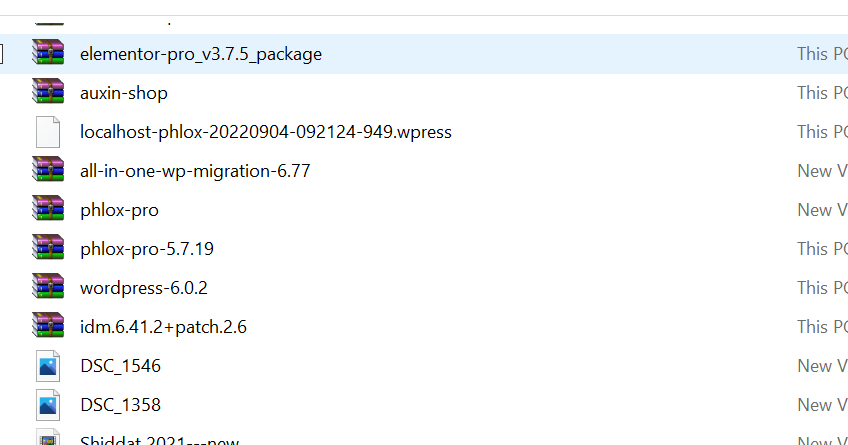 elementor-pro_v3.7.5_package This PC
auxin-shop This PC
localhost-phlox-20220904-092124-949.wpress This PC
all-in-one-wp-migration-6.77 New V
phlox-pro New V
phlox-pro-5.7.19 This PC
wordpress-6.0.2 This PC
idm.6.41.2+patch.2.6 This PC
DSC_1546 New V
DSC_1358 New V
Shiddat 2021---new New V